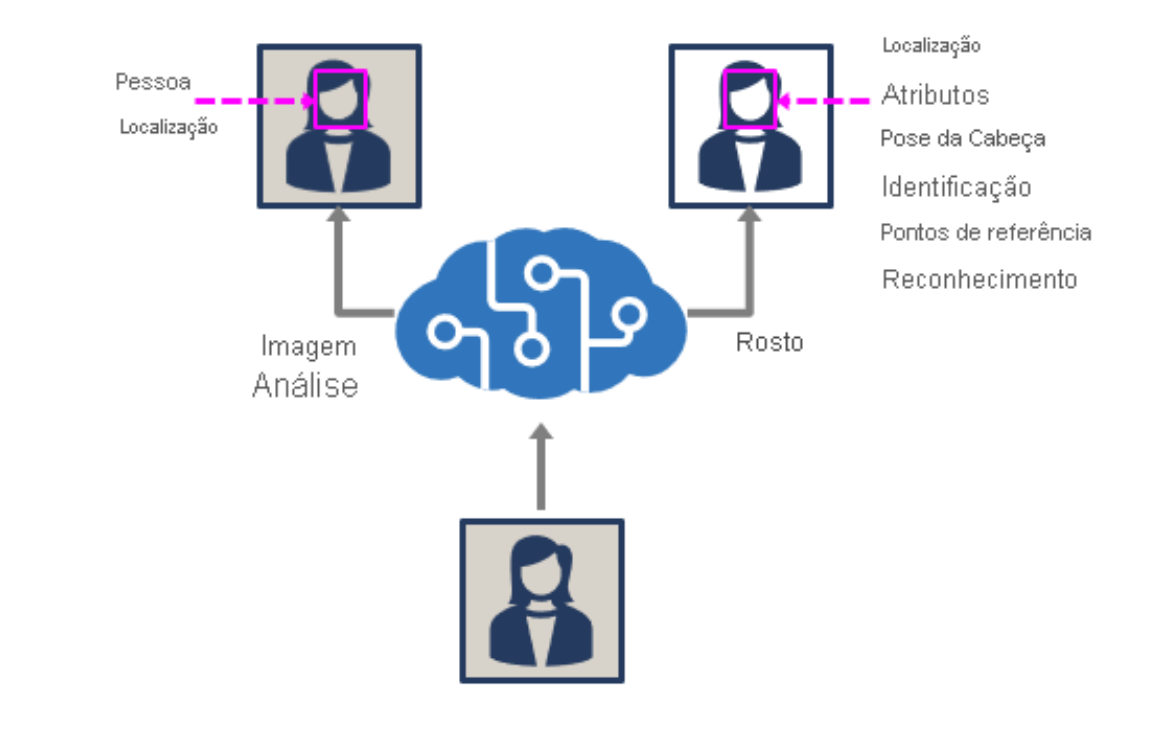 Pessoa
Localização
Localização
Atributos
Pose da Cabeça
Identificação
Pontos de referência
Reconhecimento
Imagem
Análise
Rosto